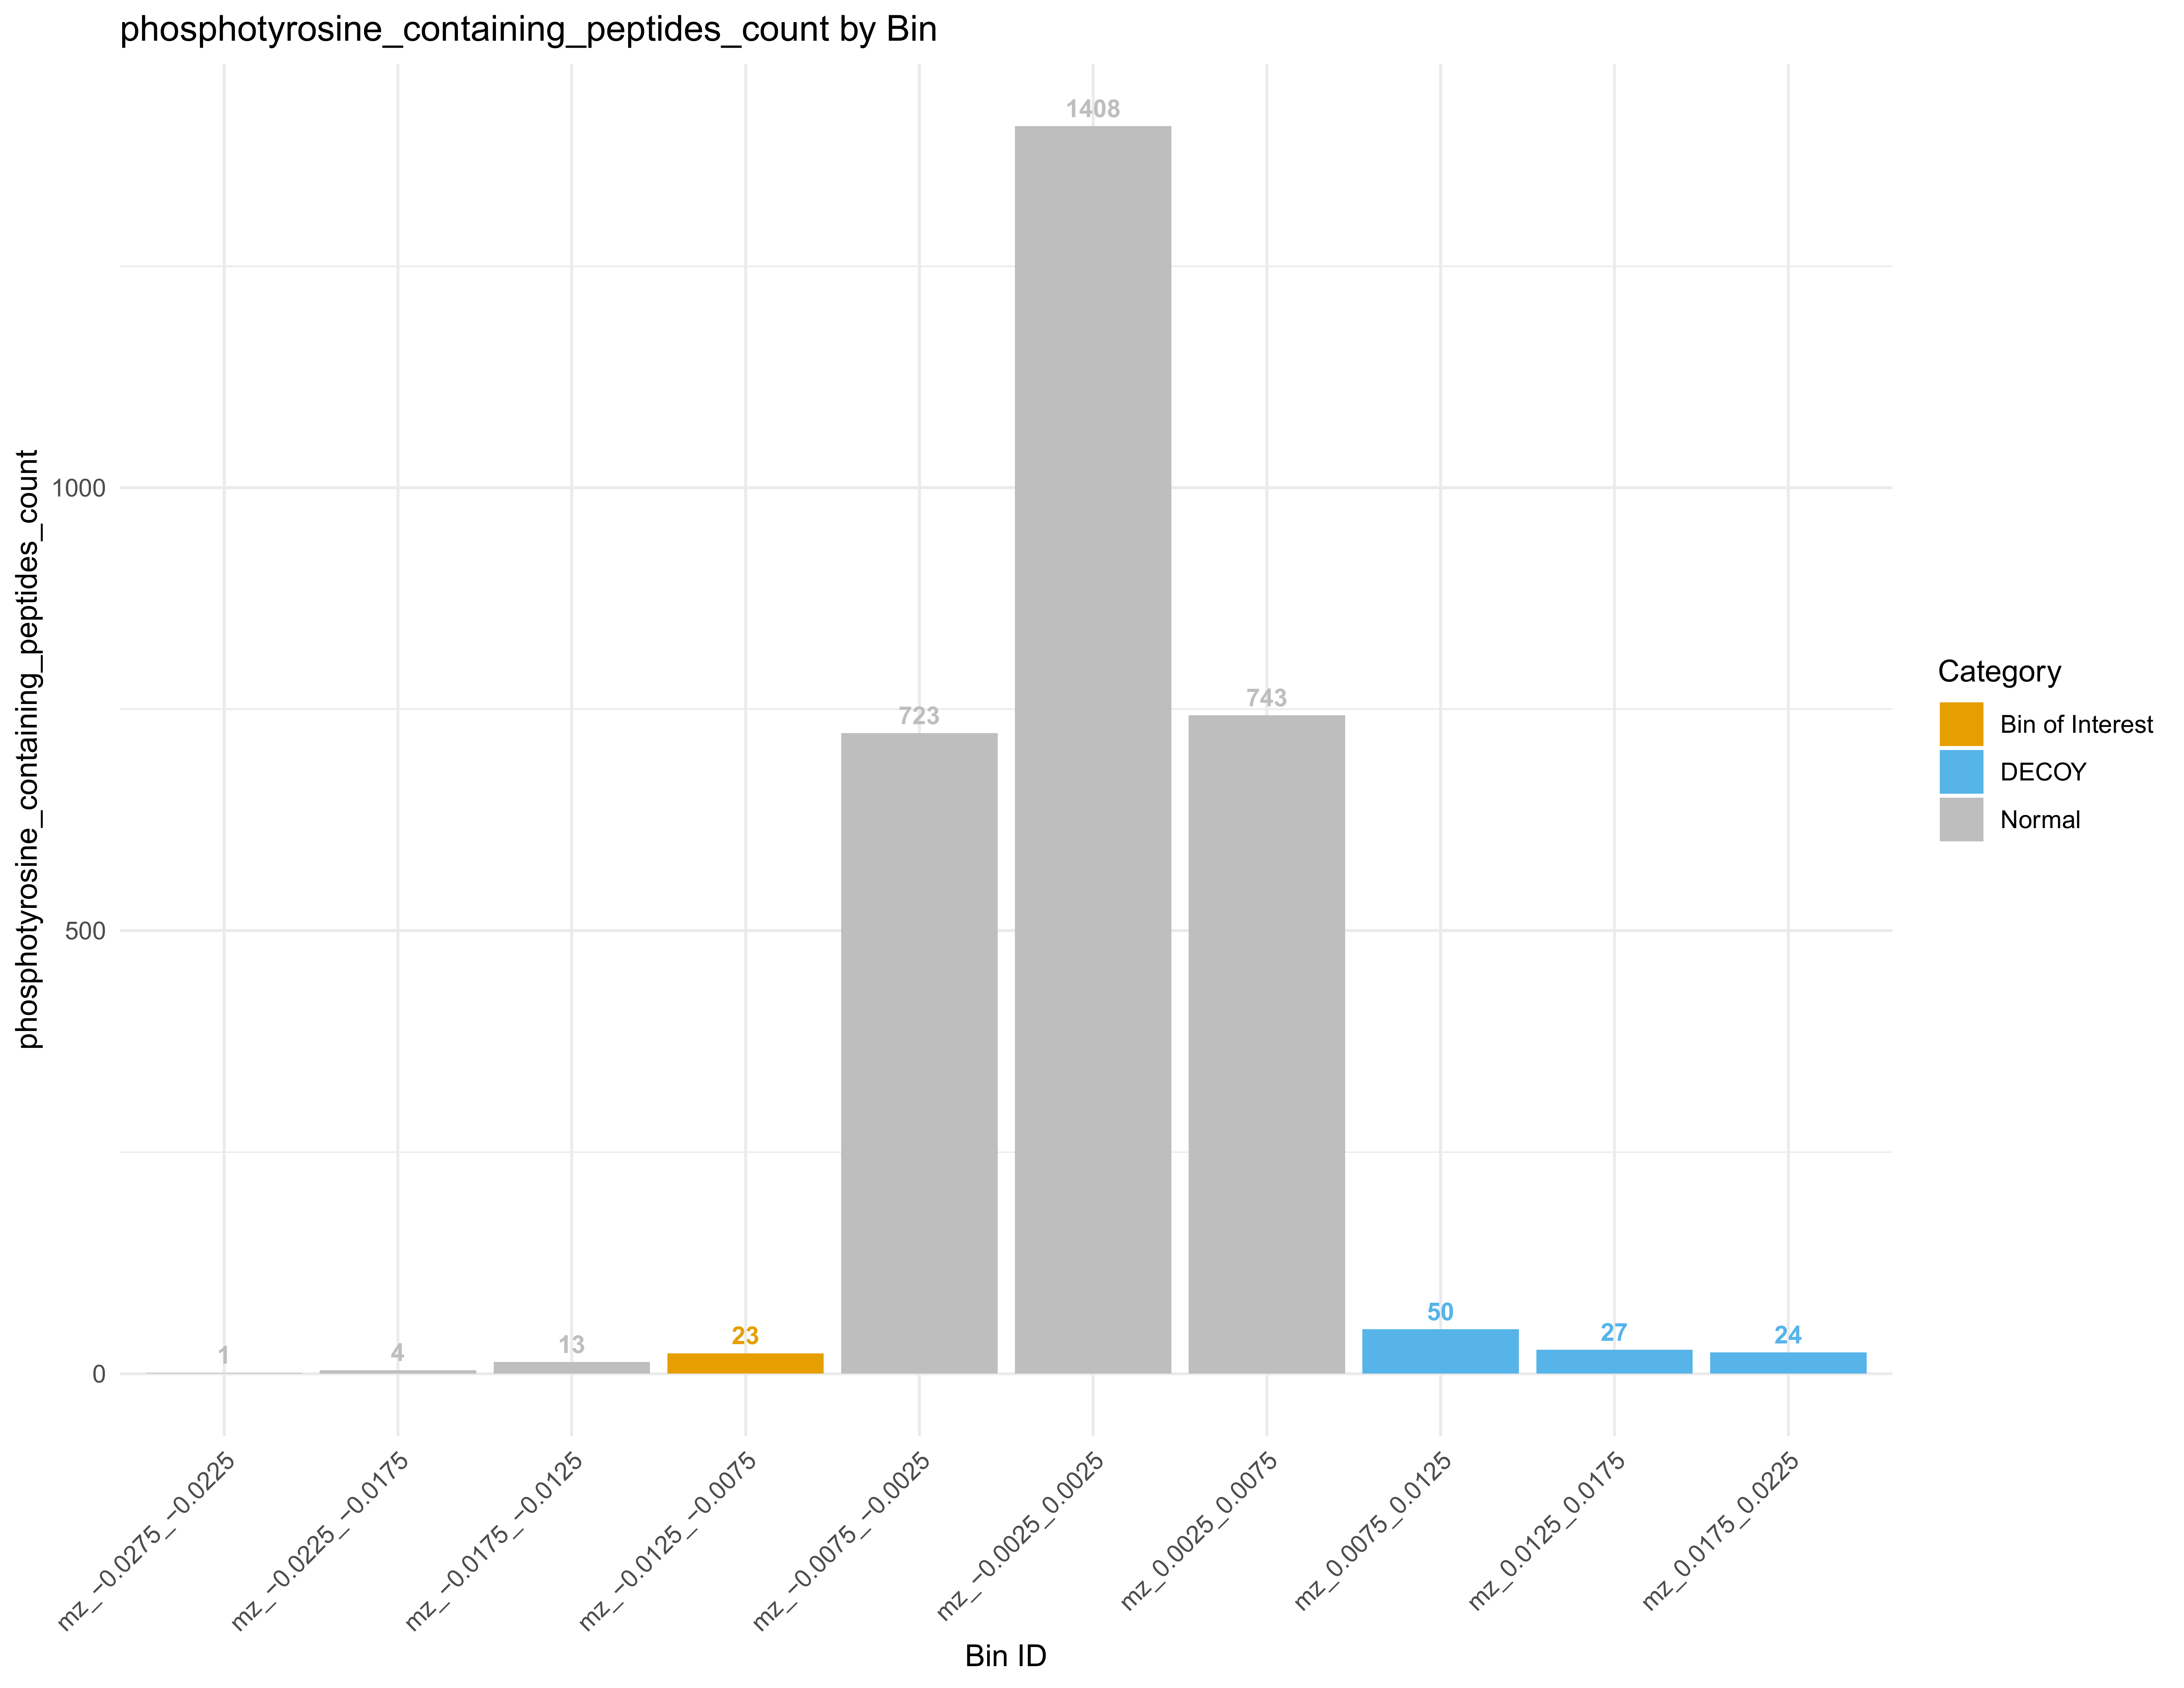 phosphotyrosine_containing_peptides_count by Bin
phosphotyrosine_containing_peptides_count
1000
500
0
1
4
13
23
723
1408
743
50
27
24
mz_−0.0275_−0.0225
mz_−0.0225_−0.0175
mz_−0.0175_−0.0125
mz_−0.0125_−0.0075
mz_−0.0075_−0.0025
mz_−0.0025_0.0025
mz_0.0025_0.0075
mz_0.0075_0.0125
mz_0.0125_0.0175
mz_0.0175_0.0225
Bin ID
Category
Bin of Interest
DECOY
Normal